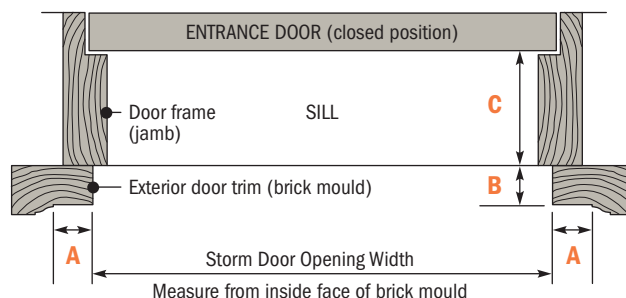 ENTRANCE DOOR (closed position)
C
Door frame
(jamb)
SILL
B
Exterior door trim (brick mould)
A
Storm Door Opening Width
A
Measure from inside face of brick mould